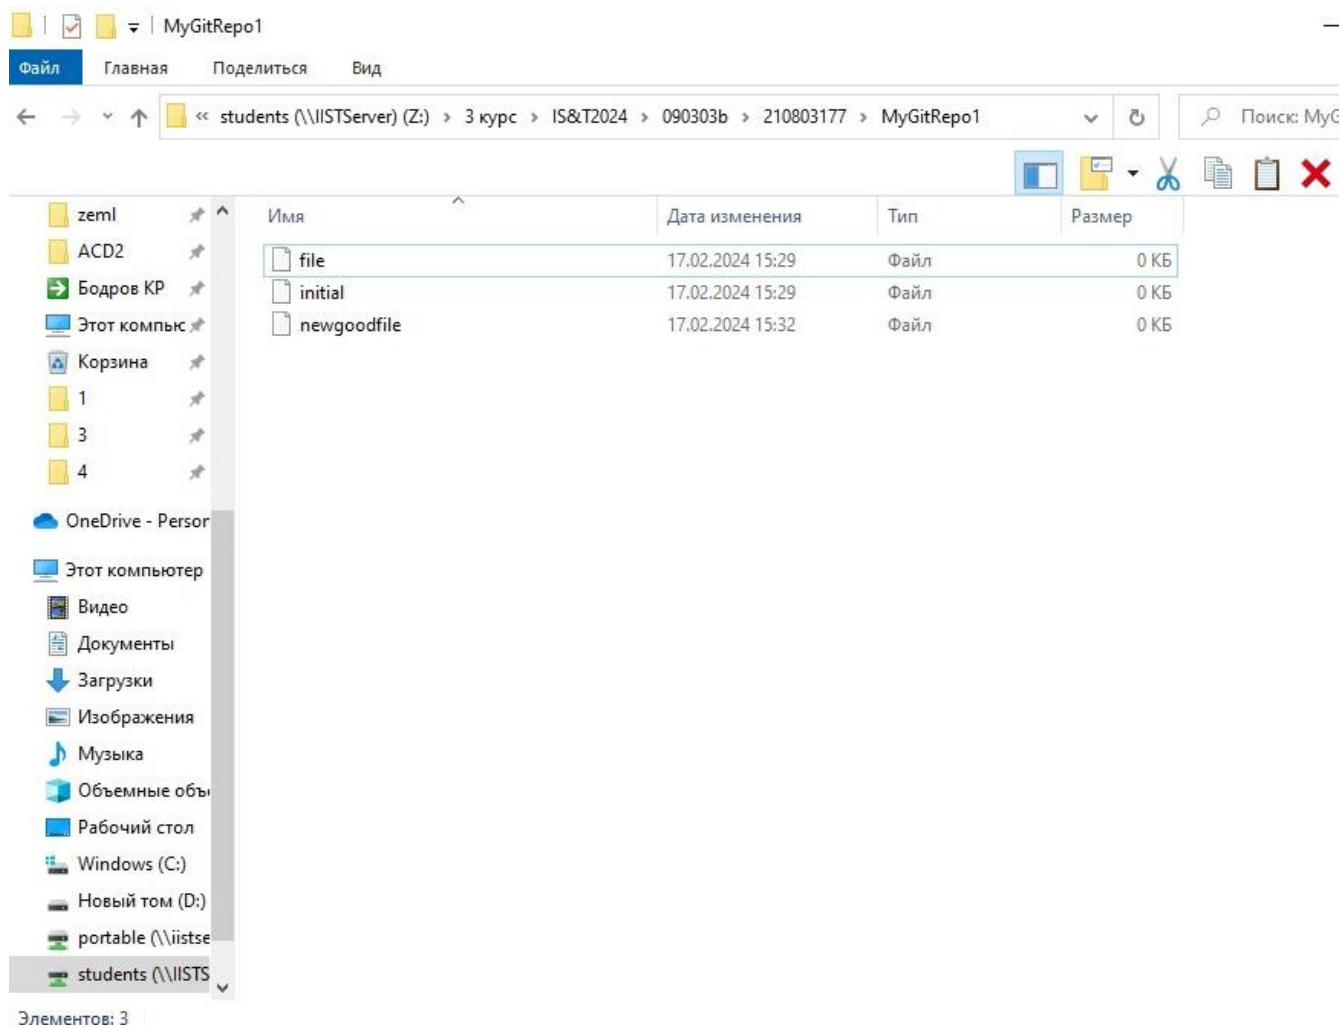 MyGitRepo1
Файл Главная Поделиться Вид
« students (\\IISTServer) (Z:) > 3 курс > IS&T2024 > 090303b > 210803177 > MyGitRepo1 Поиск: MyG
Имя Дата изменения Тип Размер
file 17.02.2024 15:29 Файл 0 КБ
initial 17.02.2024 15:29 Файл 0 КБ
newgoodfile 17.02.2024 15:32 Файл 0 КБ
zeml
ACD2
Бодров КР
Этот компьс
Корзина
1
3
4
OneDrive - Person
Этот компьютер
Видео
Документы
Загрузки
Изображения
Музыка
Объемные объ
Рабочий стол
Windows (C:)
Новый том (D:)
portable (\\iistse
students (\\IISTS
Элементов: 3